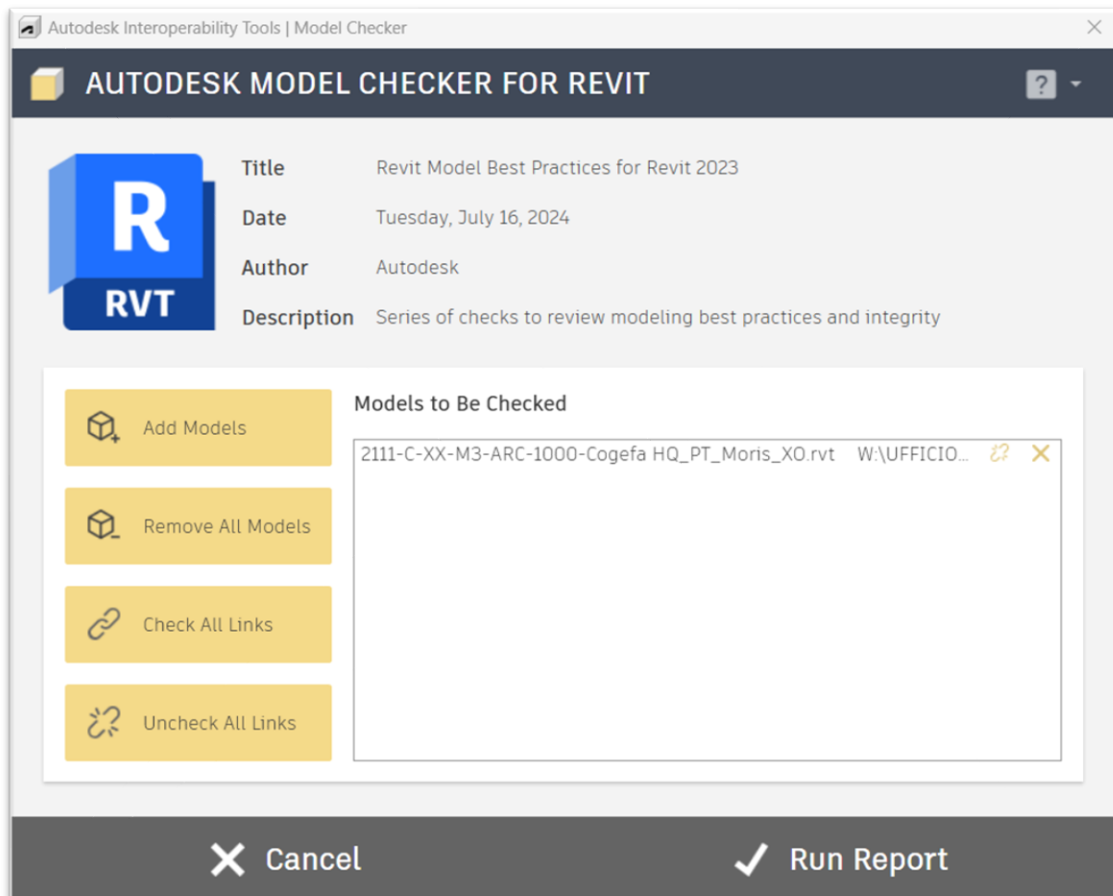 Autodesk Interoperability Tools | Model Checker
AUTODESK MODEL CHECKER FOR REVIT
?
R
RVT
Title Revit Model Best Practices for Revit 2023
Date Tuesday, July 16, 2024
Author Autodesk
Description Series of checks to review modeling best practices and integrity
Add Models
Remove All Models
Check All Links
Uncheck All Links
Models to Be Checked
2111-C-XX-M3-ARC-1000-Cogefa HQ_PT_Moris_XO.rvt W:\UFFICIO...
Cancel
Run Report